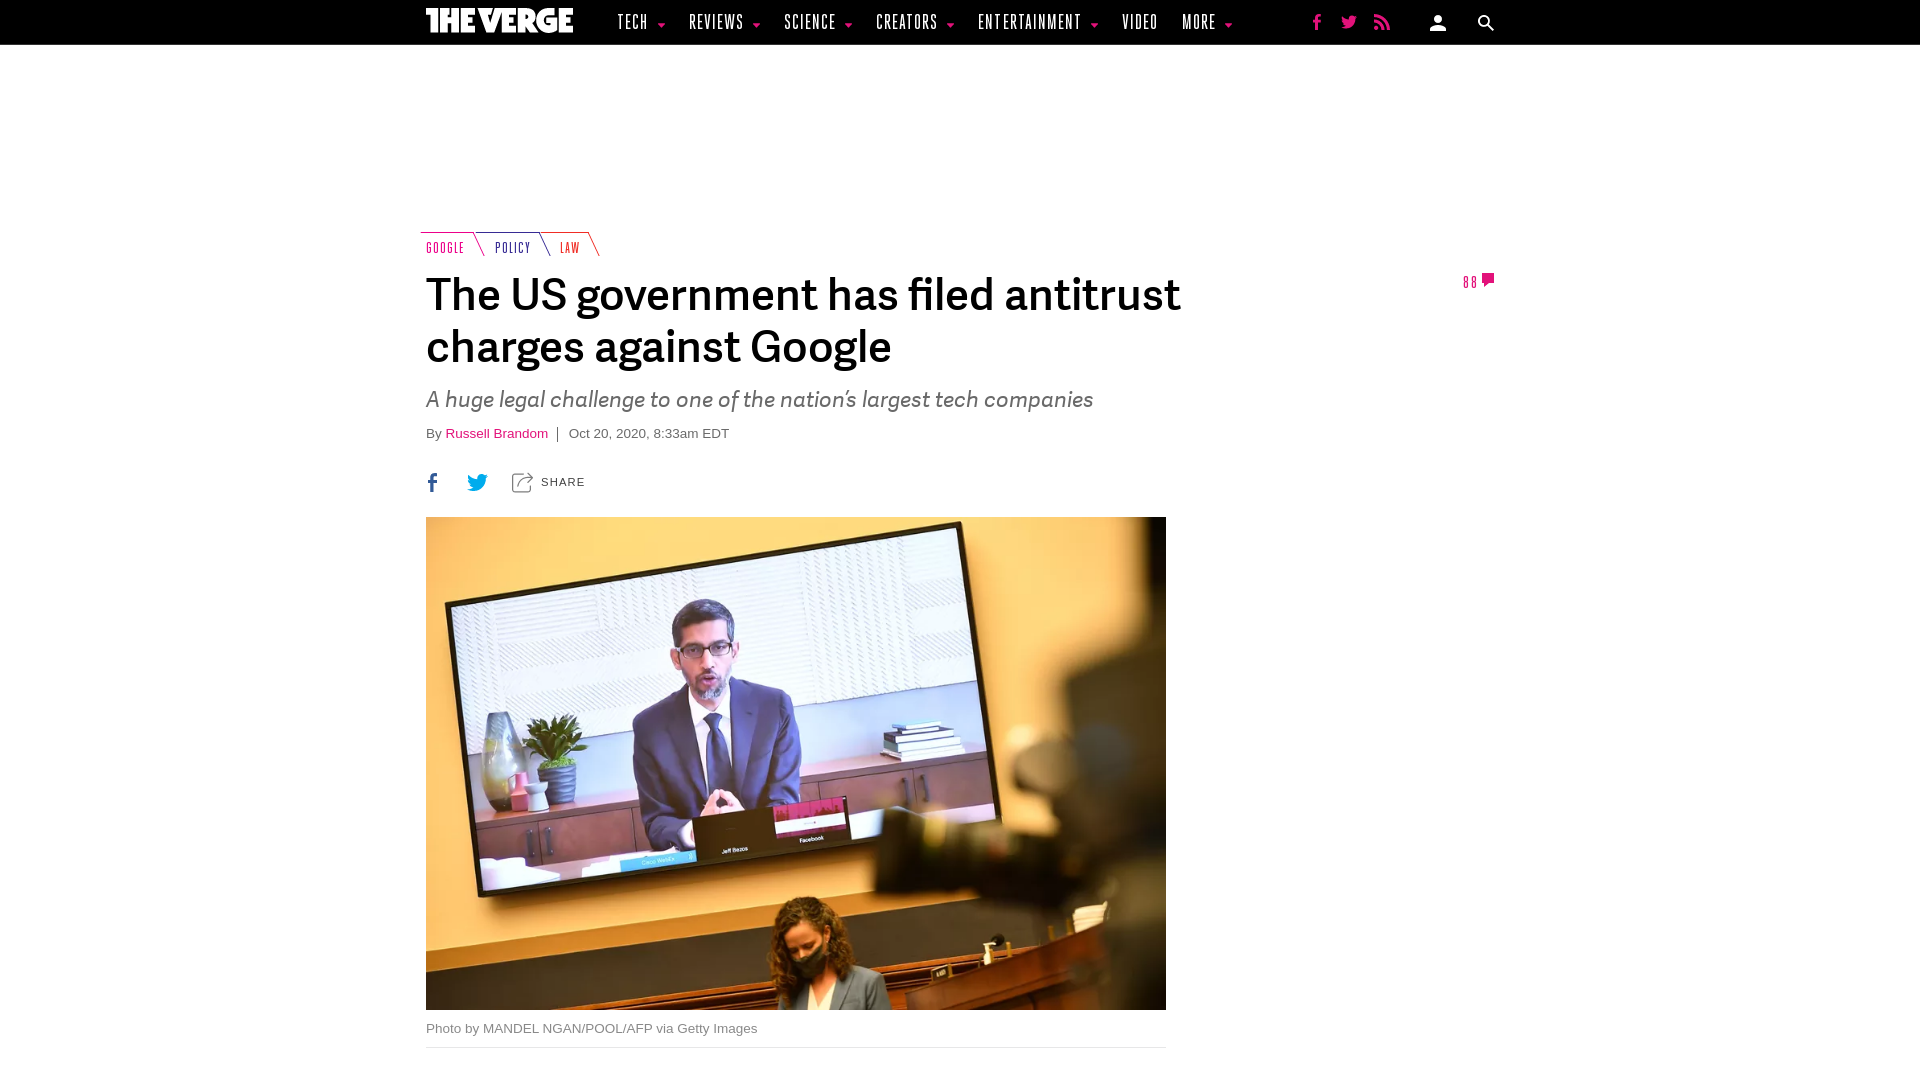 THE VERGE
TECH REVIEWS SCIENCE CREATORS ENTERTAINMENT VIDEO MORE
GOOGLE POLICY LAW
The US government has filed antitrust
charges against Google
88
A huge legal challenge to one of the nation’s largest tech companies
By Russell Brandom | Oct 20, 2020, 8:33am EDT
SHARE
Cisco Webex
Jeff Bezos
Facebook
Photo by MANDEL NGAN/POOL/AFP via Getty Images